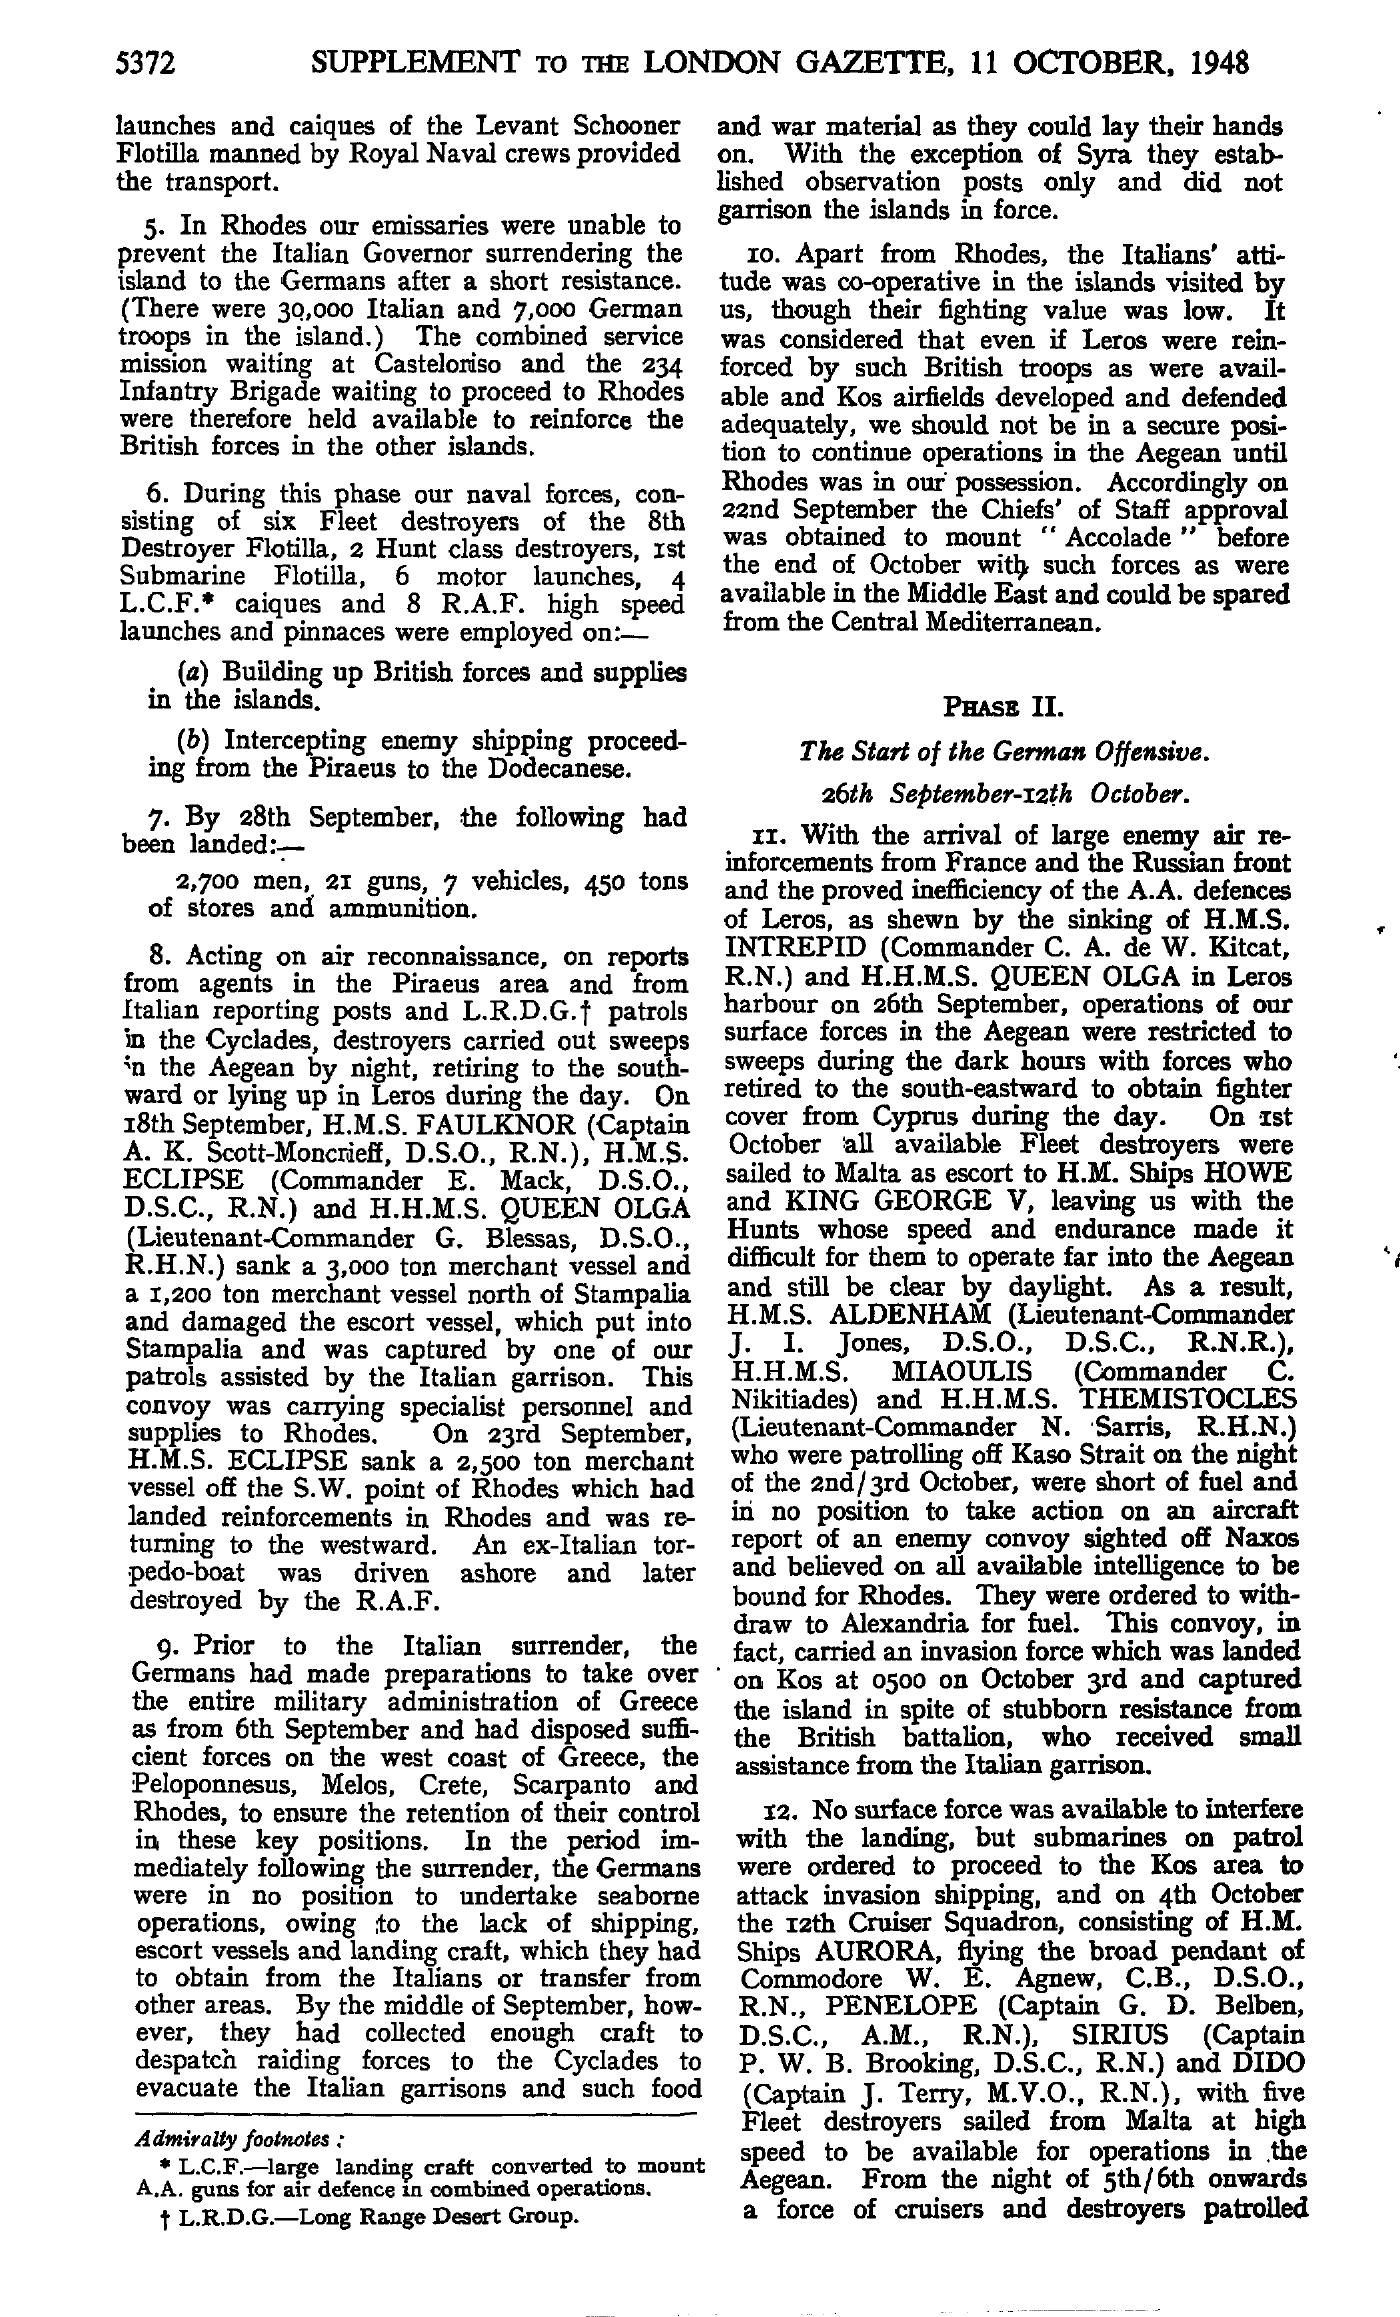 5372 SUPPLEMENT TO THE LONDON GAZETTE, 11 OCTOBER, 1948
launches and caiques of the Levant Schooner
Flotilla manned by Royal Naval crews provided
the transport.
5. In Rhodes our emissaries were unable to
prevent the Italian Governor surrendering the
island to the Germans after a short resistance.
(There were 30,000 Italian and 7,000 German
troops in the island.) The combined service
mission waiting at Casteloriso and the 234
Infantry Brigade waiting to proceed to Rhodes
were therefore held available to reinforce the
British forces in the other islands.
6. During this phase our naval forces, con-
sisting of six Fleet destroyers of the 8th
Destroyer Flotilla, 2 Hunt class destroyers, 1st
Submarine Flotilla, 6 motor launches, 4
L.C.F.* caiques and 8 R.A.F. high speed
launches and pinnaces were employed on:—
(a) Building up British forces and supplies
in the islands.
(b) Intercepting enemy shipping proceed-
ing from the Piraeus to the Dodecanese.
7. By 28th September, the following had
been landed:—
2,700 men, 21 guns, 7 vehicles, 450 tons
of stores and ammunition.
8. Acting on air reconnaissance, on reports
from agents in the Piraeus area and from
Italian reporting posts and L.R.D.G.† patrols
in the Cyclades, destroyers carried out sweeps
in the Aegean by night, retiring to the south-
ward or lying up in Leros during the day. On
18th September, H.M.S. FAULKNOR (Captain
A. K. Scott-Moncrieff, D.S.O., R.N.), H.M.S.
ECLIPSE (Commander E. Mack, D.S.O.,
D.S.C., R.N.) and H.H.M.S. QUEEN OLGA
(Lieutenant-Commander G. Blessas, D.S.O.,
R.H.N.) sank a 3,000 ton merchant vessel and
a 1,200 ton merchant vessel north of Stampalia
and damaged the escort vessel, which put into
Stampalia and was captured by one of our
patrols assisted by the Italian garrison. This
convoy was carrying specialist personnel and
supplies to Rhodes. On 23rd September,
H.M.S. ECLIPSE sank a 2,500 ton merchant
vessel off the S.W. point of Rhodes which had
landed reinforcements in Rhodes and was re-
turning to the westward. An ex-Italian tor-
pedo-boat was driven ashore and later
destroyed by the R.A.F.
9. Prior to the Italian surrender, the
Germans had made preparations to take over
the entire military administration of Greece
as from 6th September and had disposed suffi-
cient forces on the west coast of Greece, the
Peloponnesus, Melos, Crete, Scarpanto and
Rhodes, to ensure the retention of their control
in these key positions. In the period im-
mediately following the surrender, the Germans
were in no position to undertake seaborne
operations, owing to the lack of shipping,
escort vessels and landing craft, which they had
to obtain from the Italians or transfer from
other areas. By the middle of September, how-
ever, they had collected enough craft to
despatch raiding forces to the Cyclades to
evacuate the Italian garrisons and such food
Admiralty footnotes :
* L.C.F.—large landing craft converted to mount
A.A. guns for air defence in combined operations.
† L.R.D.G.—Long Range Desert Group.
and war material as they could lay their hands
on. With the exception of Syra they estab-
lished observation posts only and did not
garrison the islands in force.
10. Apart from Rhodes, the Italians' atti-
tude was co-operative in the islands visited by
us, though their fighting value was low. It
was considered that even if Leros were rein-
forced by such British troops as were avail-
able and Kos airfields developed and defended
adequately, we should not be in a secure posi-
tion to continue operations in the Aegean until
Rhodes was in our possession. Accordingly on
22nd September the Chiefs' of Staff approval
was obtained to mount " Accolade " before
the end of October with such forces as were
available in the Middle East and could be spared
from the Central Mediterranean.
PHASE II.
The Start of the German Offensive.
26th September-12th October.
11. With the arrival of large enemy air re-
inforcements from France and the Russian front
and the proved inefficiency of the A.A. defences
of Leros, as shewn by the sinking of H.M.S.
INTREPID (Commander C. A. de W. Kitcat,
R.N.) and H.H.M.S. QUEEN OLGA in Leros
harbour on 26th September, operations of our
surface forces in the Aegean were restricted to
sweeps during the dark hours with forces who
retired to the south-eastward to obtain fighter
cover from Cyprus during the day. On 1st
October all available Fleet destroyers were
sailed to Malta as escort to H.M. Ships HOWE
and KING GEORGE V, leaving us with the
Hunts whose speed and endurance made it
difficult for them to operate far into the Aegean
and still be clear by daylight. As a result,
H.M.S. ALDENHAM (Lieutenant-Commander
J. I. Jones, D.S.O., D.S.C., R.N.R.),
H.H.M.S. MIAOULIS (Commander C.
Nikitiades) and H.H.M.S. THEMISTOCLES
(Lieutenant-Commander N. Sarris, R.H.N.)
who were patrolling off Kaso Strait on the night
of the 2nd/3rd October, were short of fuel and
in no position to take action on an aircraft
report of an enemy convoy sighted off Naxos
and believed on all available intelligence to be
bound for Rhodes. They were ordered to with-
draw to Alexandria for fuel. This convoy, in
fact, carried an invasion force which was landed
on Kos at 0500 on October 3rd and captured
the island in spite of stubborn resistance from
the British battalion, who received small
assistance from the Italian garrison.
12. No surface force was available to interfere
with the landing, but submarines on patrol
were ordered to proceed to the Kos area to
attack invasion shipping, and on 4th October
the 12th Cruiser Squadron, consisting of H.M.
Ships AURORA, flying the broad pendant of
Commodore W. E. Agnew, C.B., D.S.O.,
R.N., PENELOPE (Captain G. D. Belben,
D.S.C., A.M., R.N.), SIRIUS (Captain
P. W. B. Brooking, D.S.C., R.N.) and DIDO
(Captain J. Terry, M.V.O., R.N.), with five
Fleet destroyers sailed from Malta at high
speed to be available for operations in the
Aegean. From the night of 5th/6th onwards
a force of cruisers and destroyers patrolled